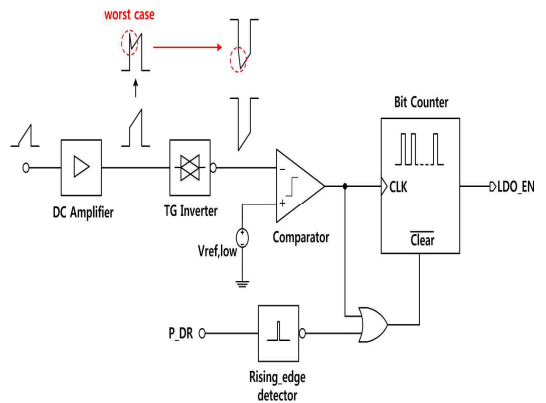 worst case
Bit Counter
DC Amplifier
TG Inverter
−
+
Comparator
Vref,low
CLK
Clear
LDO_EN
P_DR
Rising_edge
detector